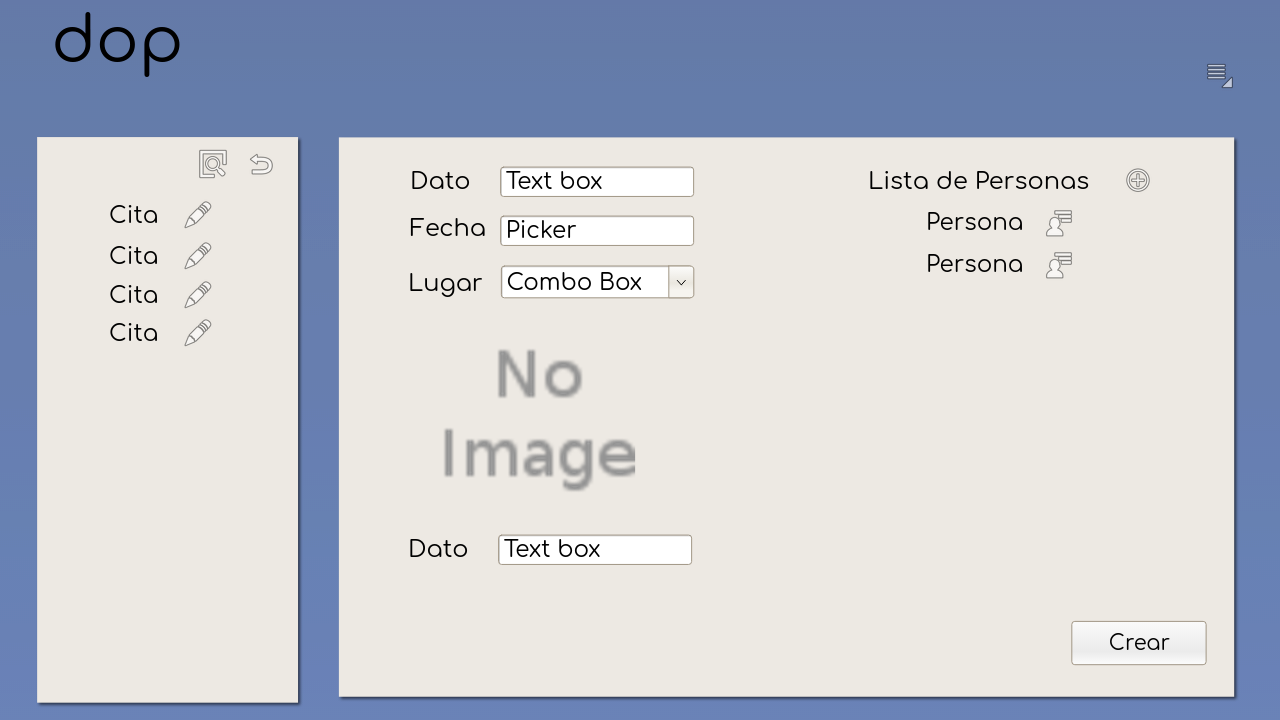 dop
Cita
Cita
Cita
Cita
Dato Text box
Fecha Picker
Lugar Combo Box
No
Image
Dato Text box
Lista de Personas
Persona
Persona
Crear